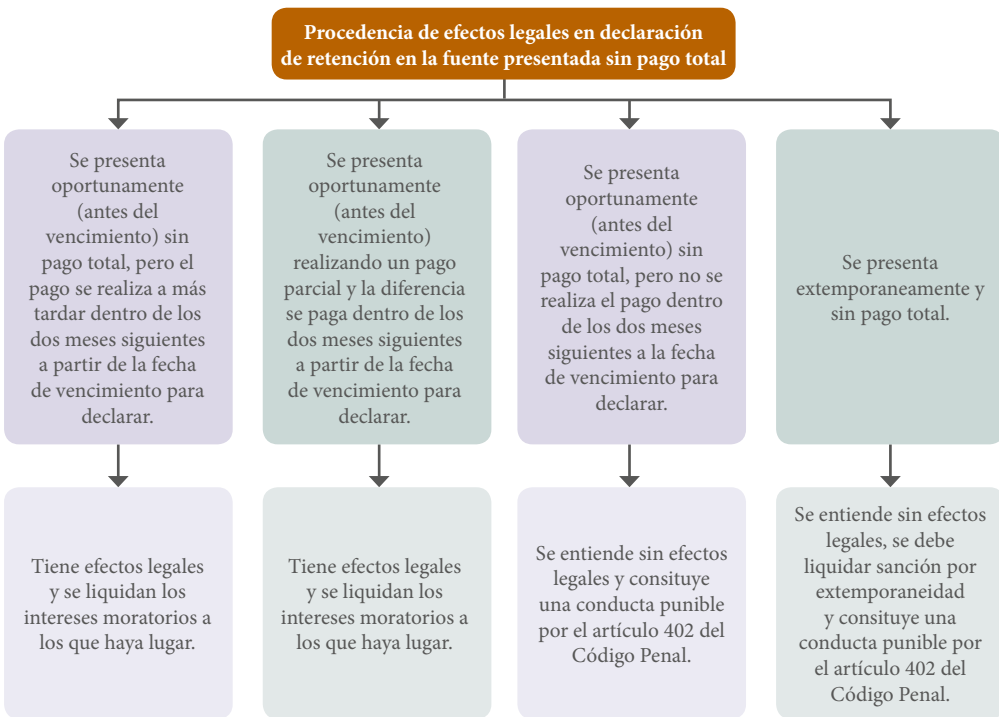 Procedencia de efectos legales en declaración
de retención en la fuente presentada sin pago total
Se presenta
oportunamente
(antes del
vencimiento) sin
pago total, pero el
pago se realiza a más
tardar dentro de los
dos meses siguientes
a partir de la fecha
de vencimiento para
declarar.
Se presenta
oportunamente
(antes del
vencimiento)
realizando un pago
parcial y la diferencia
se paga dentro de los
dos meses siguientes
a partir de la fecha
de vencimiento para
declarar.
Se presenta
oportunamente
(antes del
vencimiento) sin
pago total, pero no se
realiza el pago dentro
de los dos meses
siguientes a la fecha
de vencimiento para
declarar.
Se presenta
extemporaneamente y
sin pago total.
Tiene efectos legales
y se liquidan los
intereses moratorios a
los que haya lugar.
Tiene efectos legales
y se liquidan los
intereses moratorios a
los que haya lugar.
Se entiende sin efectos
legales y consituye
una conducta punible
por el artículo 402 del
Código Penal.
Se entiende sin efectos
legales, se debe
liquidar sanción por
extemporaneidad
y consituye una
conducta punible por
el artículo 402 del
Código Penal.